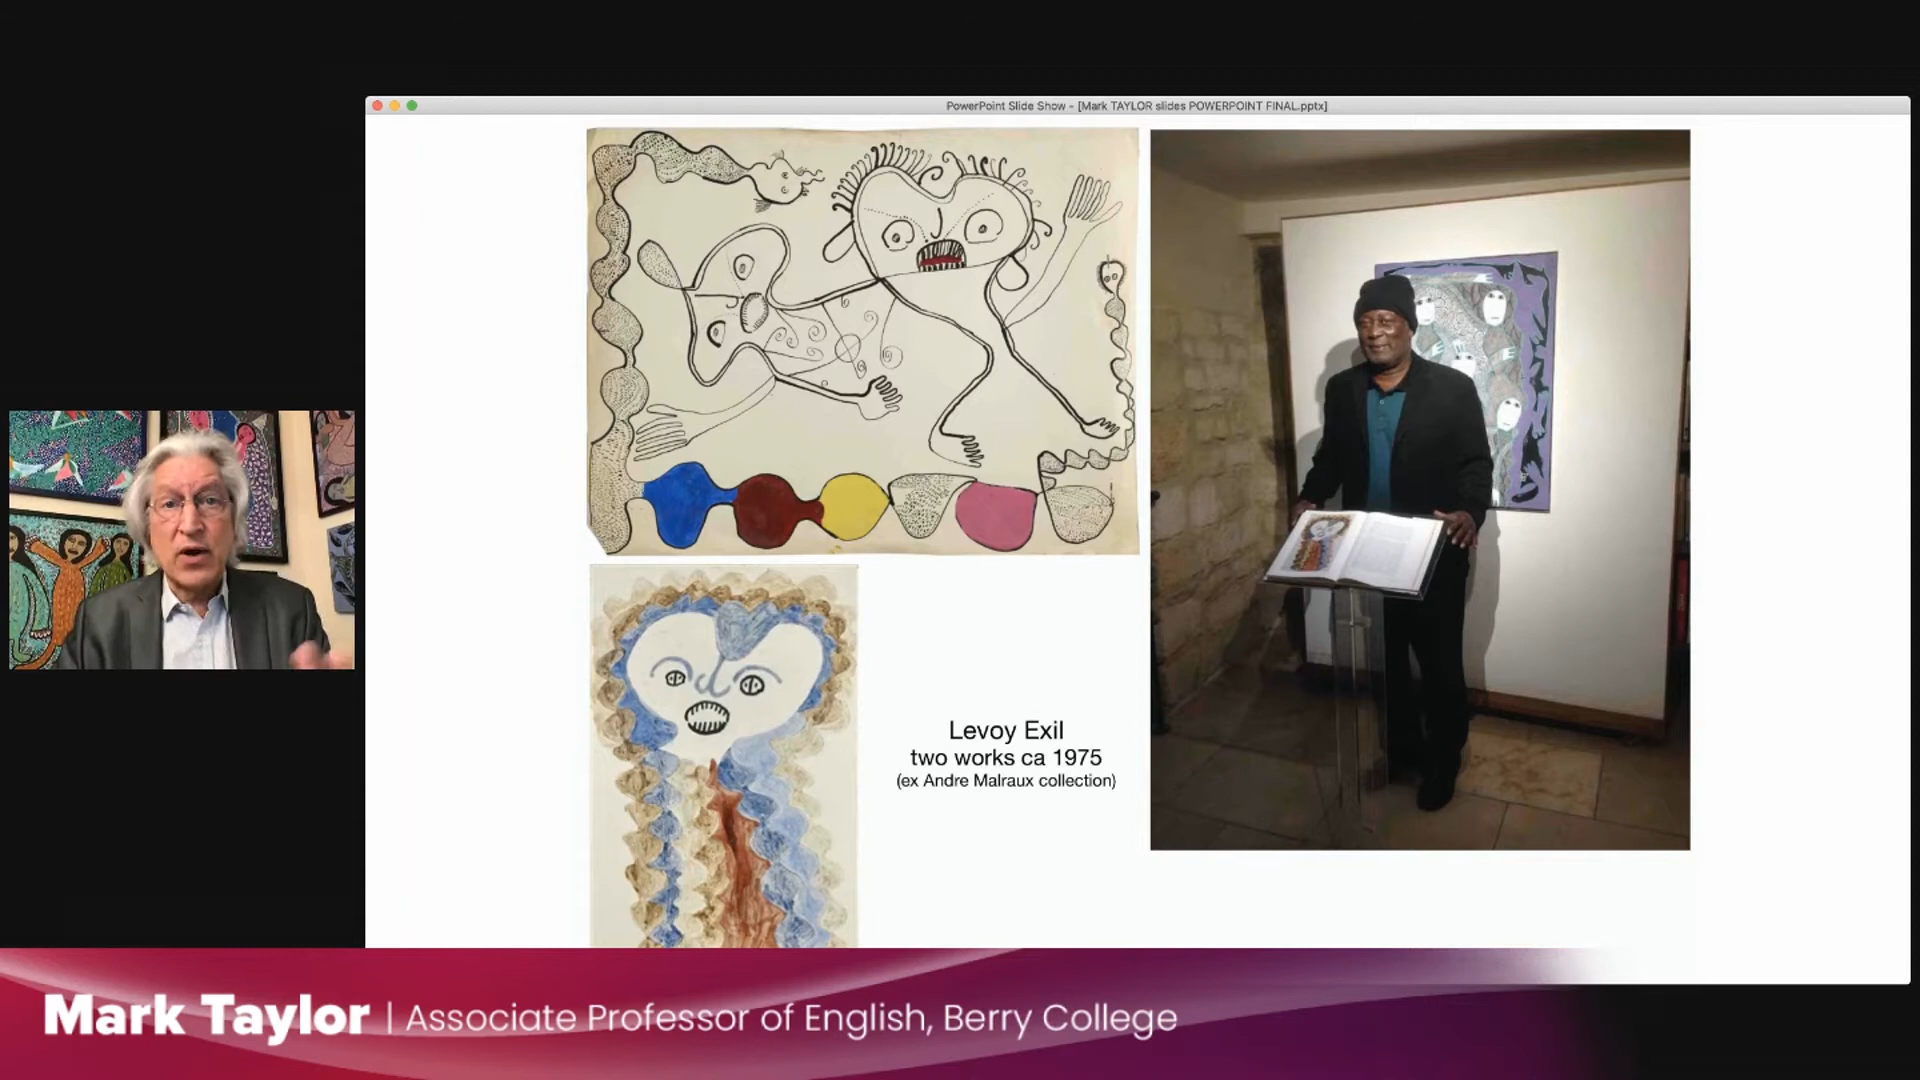 PowerPoint Slide Show - [Mark TAYLOR slides POWERPOINT FINAL.pptx]
Levoy Exil
two works ca 1975
(ex Andre Malraux collection)
Mark Taylor | Associate Professor of English, Berry College